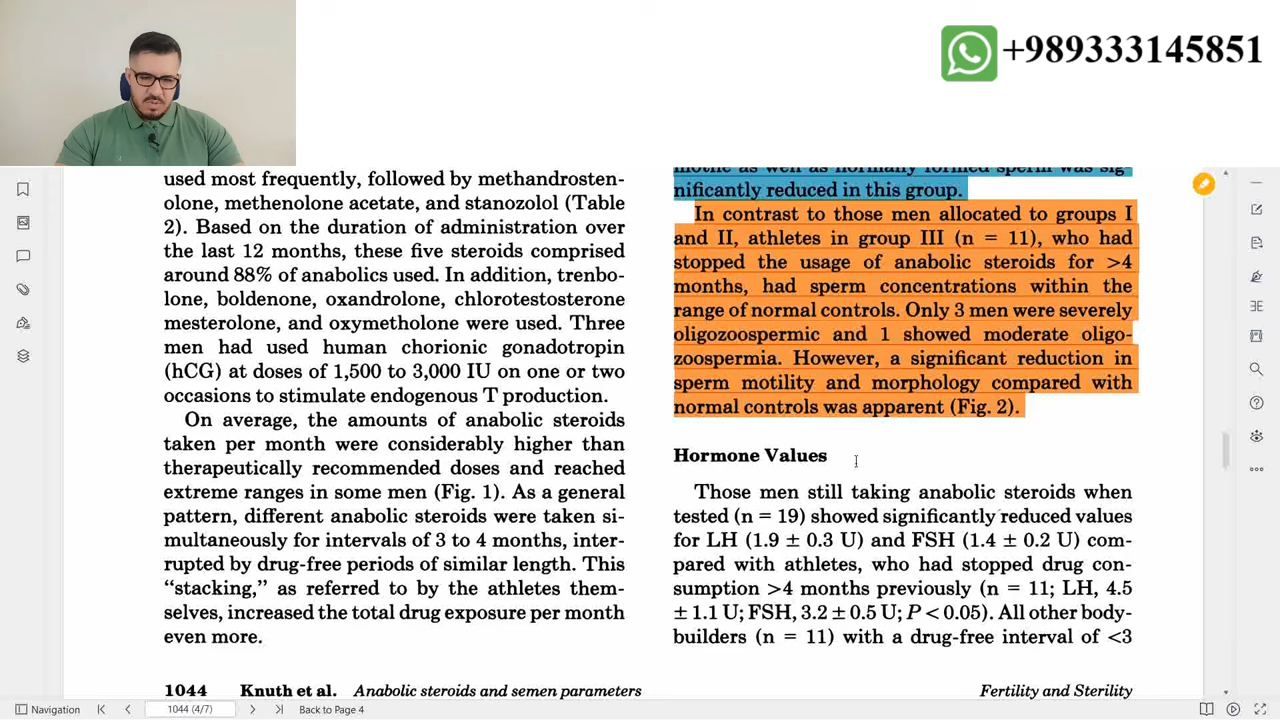 +989333145851
used most frequently, followed by methandrosten-
olone, methenolone acetate, and stanozolol (Table
2). Based on the duration of administration over
the last 12 months, these five steroids comprised
around 88% of anabolics used. In addition, trenbo-
lone, boldenone, oxandrolone, chlorotestosterone
mesterolone, and oxymetholone were used. Three
men had used human chorionic gonadotropin
(hCG) at doses of 1,500 to 3,000 IU on one or two
occasions to stimulate endogenous T production.
On average, the amounts of anabolic steroids
taken per month were considerably higher than
therapeutically recommended doses and reached
extreme ranges in some men (Fig. 1). As a general
pattern, different anabolic steroids were taken si-
multaneously for intervals of 3 to 4 months, inter-
rupted by drug-free periods of similar length. This
“stacking,” as referred to by the athletes them-
selves, increased the total drug exposure per month
even more.
motile as well as normally formed sperm was sig-
nificantly reduced in this group.
In contrast to those men allocated to groups I
and II, athletes in group III (n = 11), who had
stopped the usage of anabolic steroids for >4
months, had sperm concentrations within the
range of normal controls. Only 3 men were severely
oligozoospermic and 1 showed moderate oligo-
zoospermia. However, a significant reduction in
sperm motility and morphology compared with
normal controls was apparent (Fig. 2).
Hormone Values
Those men still taking anabolic steroids when
tested (n = 19) showed significantly reduced values
for LH (1.9 ± 0.3 U) and FSH (1.4 ± 0.2 U) com-
pared with athletes, who had stopped drug con-
sumption >4 months previously (n = 11; LH, 4.5
± 1.1 U; FSH, 3.2 ± 0.5 U; P < 0.05). All other body-
builders (n = 11) with a drug-free interval of <3
1044 Knuth et al. Anabolic steroids and semen parameters
Fertility and Sterility
Navigation
1044 (4/7)
Back to Page 4